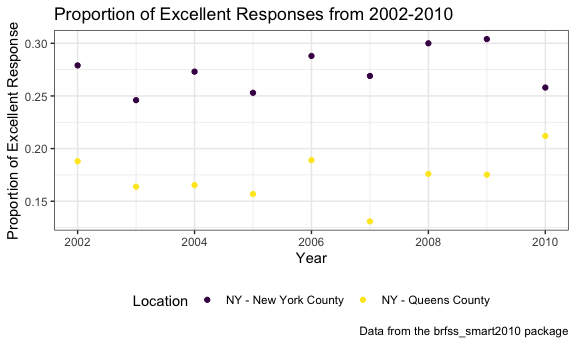 Proportion of Excellent Responses from 2002-2010
Proportion of Excellent Response
0.30
0.25
0.20
0.15
2002 2004 2006 2008 2010
Year
Location NY - New York County NY - Queens County
Data from the brfss_smart2010 package